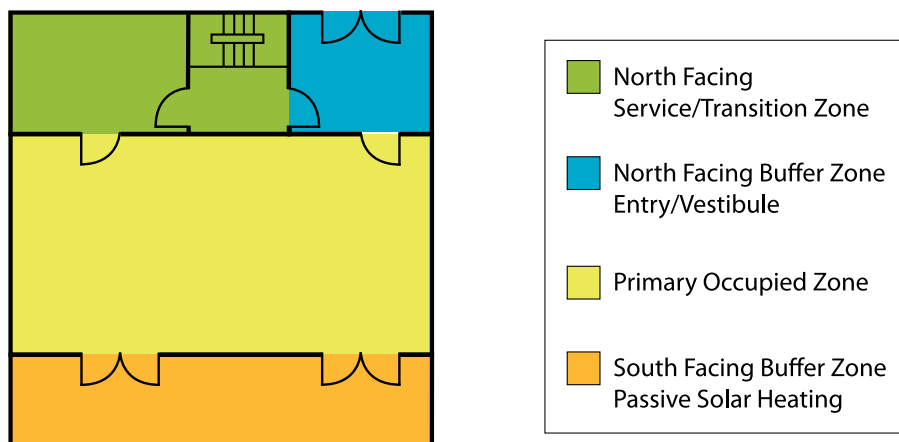 North Facing
Service/Transition Zone
North Facing Buffer Zone
Entry/Vestibule
Primary Occupied Zone
South Facing Buffer Zone
Passive Solar Heating